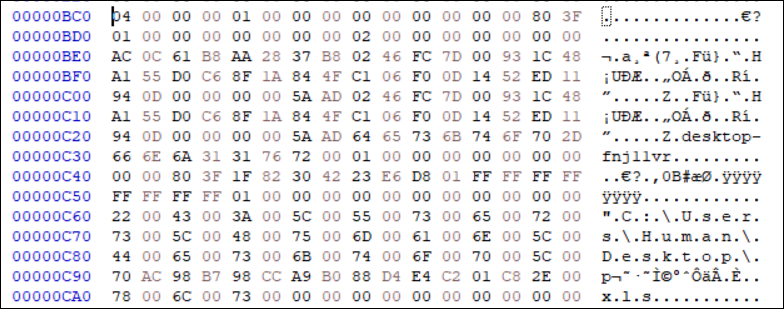 00000BC0 04 00 00 00 01 00 00 00 00 00 00 00 00 00 80 3F ..............€?
00000BD0 01 00 00 00 00 00 00 00 02 00 00 00 00 00 00 00 ................
00000BE0 AC 0C 61 B8 AA 28 37 B8 02 46 FC 7D 00 93 1C 48 ¬.a¸ª(7¸.Fü}.“.H
00000BF0 A1 55 D0 C6 8F 1A 84 4F C1 06 F0 0D 14 52 ED 11 ¡UÐÆ..„OÁ.ð..Rí.
00000C00 94 0D 00 00 00 00 5A AD 02 46 FC 7D 00 93 1C 48 ”.....Z..Fü}.“.H
00000C10 A1 55 D0 C6 8F 1A 84 4F C1 06 F0 0D 14 52 ED 11 ¡UÐÆ..„OÁ.ð..Rí.
00000C20 94 0D 00 00 00 00 5A AD 64 65 73 6B 74 6F 70 2D ”.....Z.desktop-
00000C30 66 6E 6A 31 31 76 72 00 01 00 00 00 00 00 00 00 fnj11vr.........
00000C40 00 00 80 3F 1F 82 30 42 23 E6 D8 01 FF FF FF FF ..€?.‚0B#æØ.ÿÿÿÿ
00000C50 FF FF FF FF 01 00 00 00 00 00 00 00 00 00 00 00 ÿÿÿÿ............
00000C60 22 00 43 00 3A 00 5C 00 55 00 73 00 65 00 72 00 ".C.:.\.U.s.e.r.
00000C70 73 00 5C 00 48 00 75 00 6D 00 61 00 6E 00 5C 00 s.\.H.u.m.a.n.\.
00000C80 44 00 65 00 73 00 6B 00 74 00 6F 00 70 00 5C 00 D.e.s.k.t.o.p.\.
00000C90 70 AC 98 B7 98 CC A9 B0 88 D4 E4 C2 01 C8 2E 00 p¬˜·˜Ì©°ˆÔäÂ.È..
00000CA0 78 00 6C 00 73 00 00 00 00 00 00 00 00 00 00 00 x.l.s...........